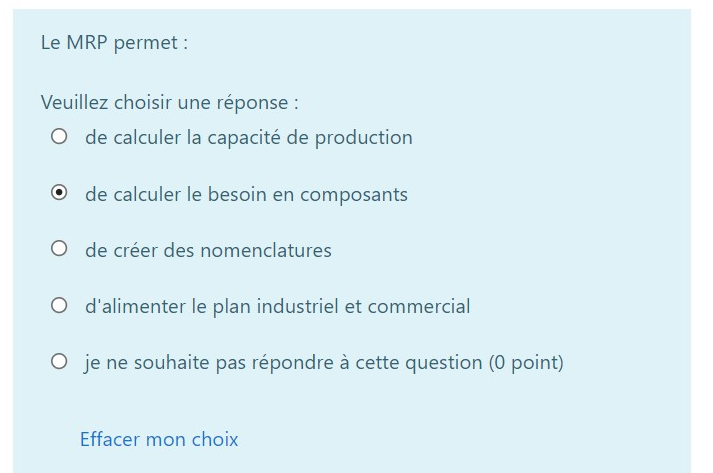 Le MRP permet :
Veuillez choisir une réponse :
de calculer la capacité de production
de calculer le besoin en composants
de créer des nomenclatures
d'alimenter le plan industriel et commercial
je ne souhaite pas répondre à cette question (0 point)
Effacer mon choix